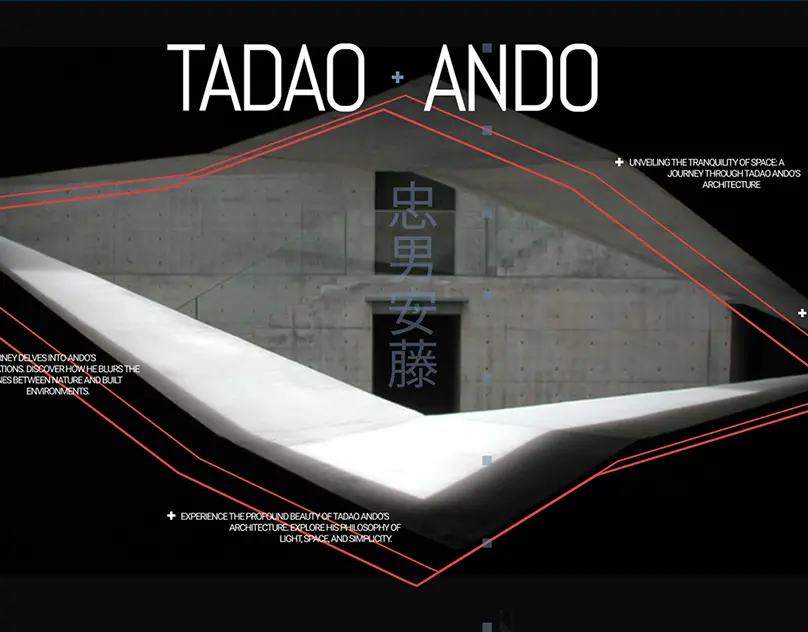 TADAO + ANDO
UNVEILING THE TRANQUILITY OF SPACE: A
JOURNEY THROUGH TADAO ANDO'S
ARCHITECTURE
忠男安藤
DELVES INTO ANDO'S
DISCOVER HOW HE BLURS THE
BETWEEN NATURE AND BUILT
ENVIRONMENTS.
EXPERIENCE THE PROFOUND BEAUTY OF TADAO ANDO'S
ARCHITECTURE. EXPLORE HIS PHILOSOPHY OF
LIGHT, SPACE, AND SIMPLICITY.